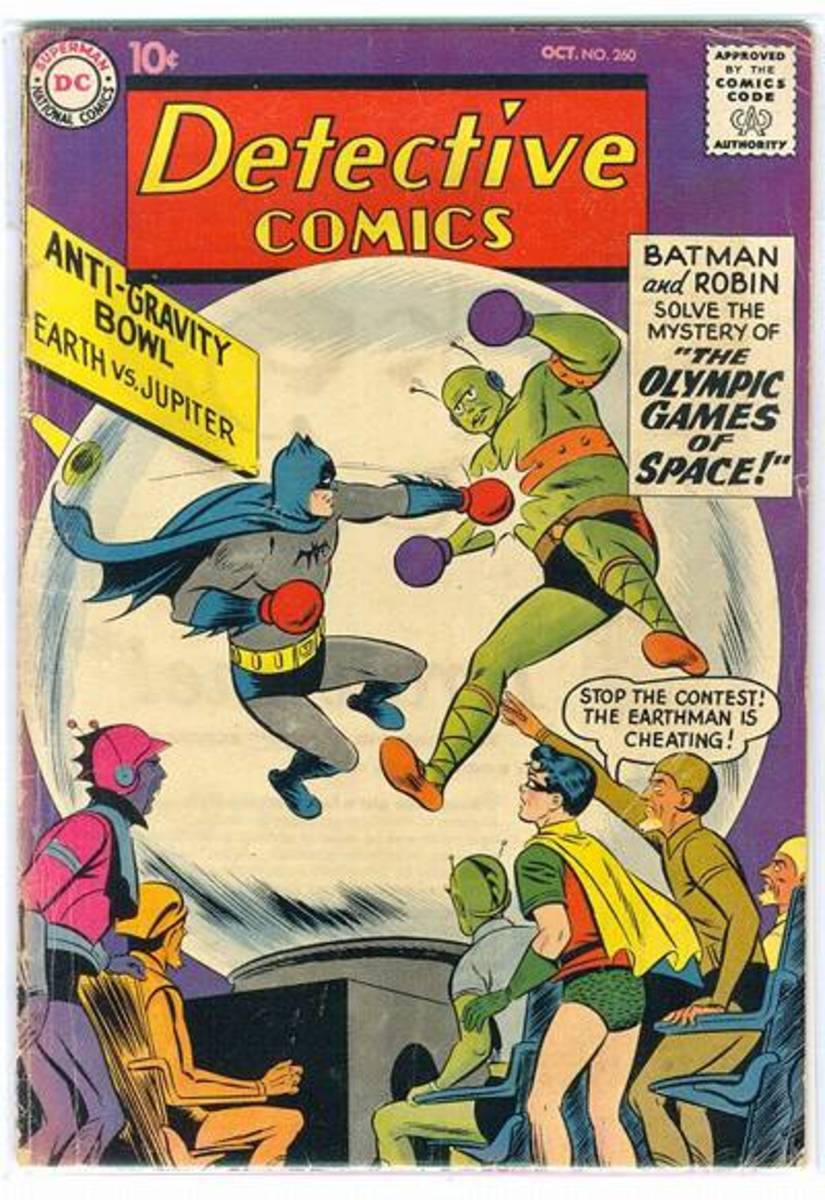 SUPERMAN
DC
NATIONAL COMICS
10¢
OCT. NO. 260
APPROVED
BY THE
COMICS
CODE
AUTHORITY
Detective
COMICS
ANTI-GRAVITY
BOWL
EARTH VS. JUPITER
BATMAN
and ROBIN
SOLVE THE
MYSTERY OF
"THE
OLYMPIC
GAMES
OF
SPACE!"
STOP THE CONTEST!
THE EARTHMAN IS
CHEATING!